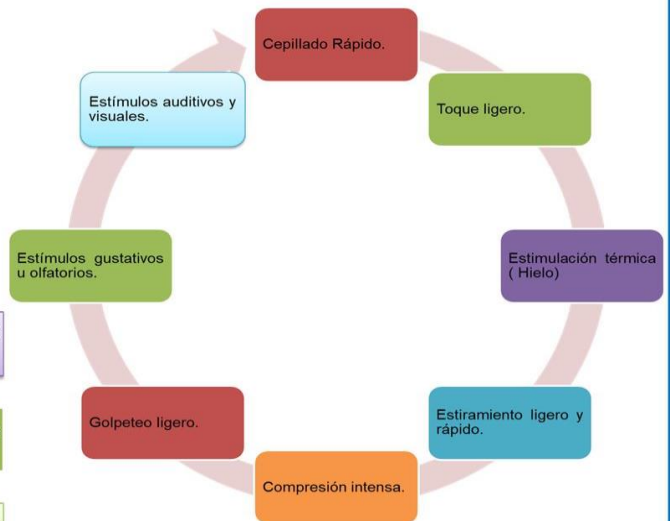 Cepillado Rápido.
Toque ligero.
Estimulación térmica
( Hielo)
Estiramiento ligero y
rápido.
Compresión intensa.
Golpeteo ligero.
Estímulos gustativos
u olfatorios.
Estímulos auditivos y
visuales.